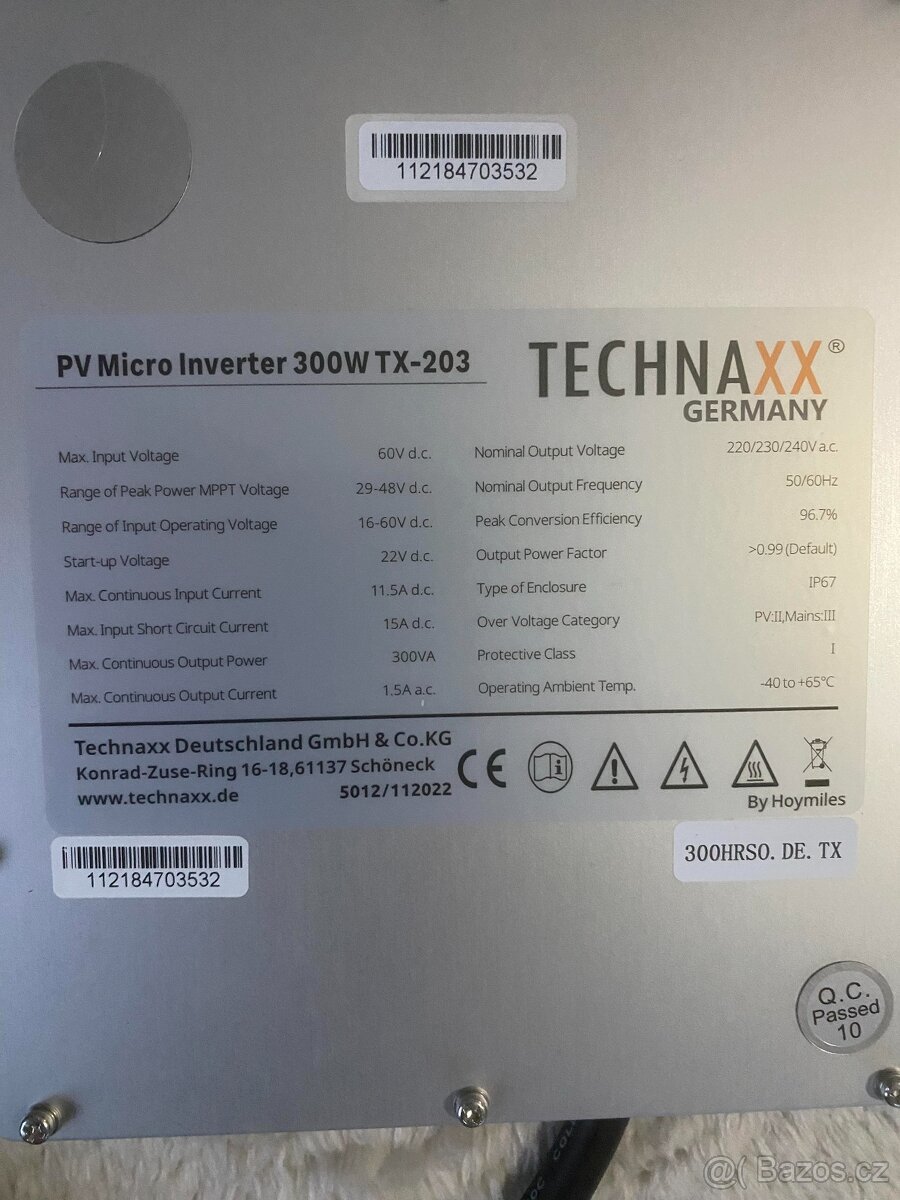 112184703532
PV Micro Inverter 300W TX-203
TECHNAXX®
GERMANY
Max. Input Voltage 60V d.c.
Range of Peak Power MPPT Voltage 29-48V d.c.
Range of Input Operating Voltage 16-60V d.c.
Start-up Voltage 22V d.c.
Max. Continuous Input Current 11.5A d.c.
Max. Input Short Circuit Current 15A d.c.
Max. Continuous Output Power 300VA
Max. Continuous Output Current 1.5A a.c.
Nominal Output Voltage 220/230/240V a.c.
Nominal Output Frequency 50/60Hz
Peak Conversion Efficiency 96.7%
Output Power Factor >0.99 (Default)
Type of Enclosure IP67
Over Voltage Category PV:II,Mains:III
Protective Class I
Operating Ambient Temp. -40 to +65°C
Technaxx Deutschland GmbH & Co.KG
Konrad-Zuse-Ring 16-18,61137 Schöneck
www.technaxx.de 5012/112022
CE
By Hoymiles
112184703532
300HRSO. DE. TX
Q.C.
Passed
10
@( Bazos.cz